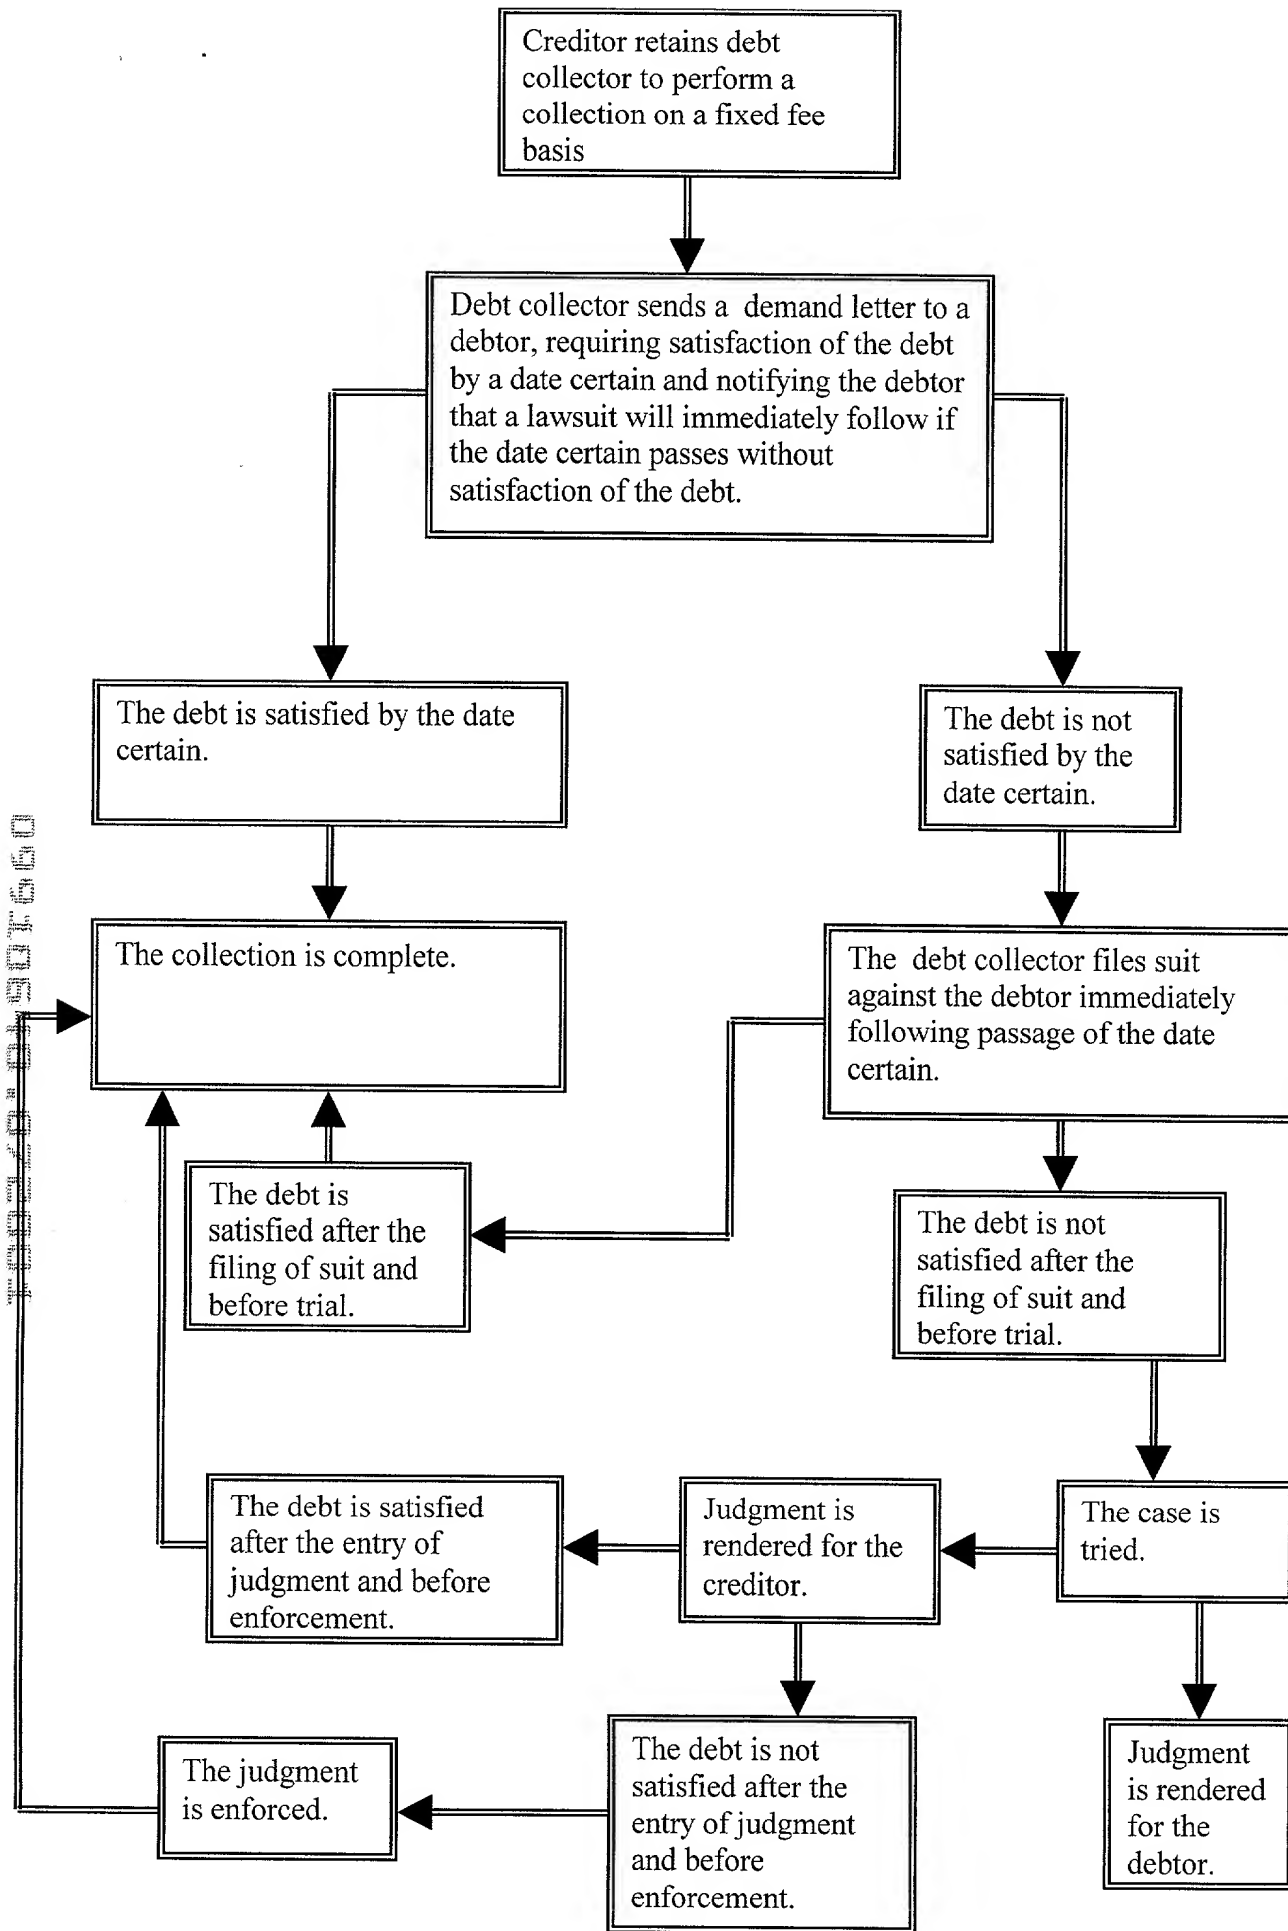 Creditor retains debt
collector to perform a
collection on a fixed fee
basis
Debt collector sends a demand letter to a
debtor, requiring satisfaction of the debt
by a date certain and notifying the debtor
that a lawsuit will immediately follow if
the date certain passes without
satisfaction of the debt.
The debt is satisfied by the date
certain.
The debt is not
satisfied by the
date certain.
The collection is complete.
The debt collector files suit
against the debtor immediately
following passage of the date
certain.
The debt is
satisfied after the
filing of suit and
before trial.
The debt is not
satisfied after the
filing of suit and
before trial.
The debt is satisfied
after the entry of
judgment and before
enforcement.
Judgment is
rendered for the
creditor.
The case is
tried.
The judgment
is enforced.
The debt is not
satisfied after the
entry of judgment
and before
enforcement.
Judgment
is rendered
for the
debtor.